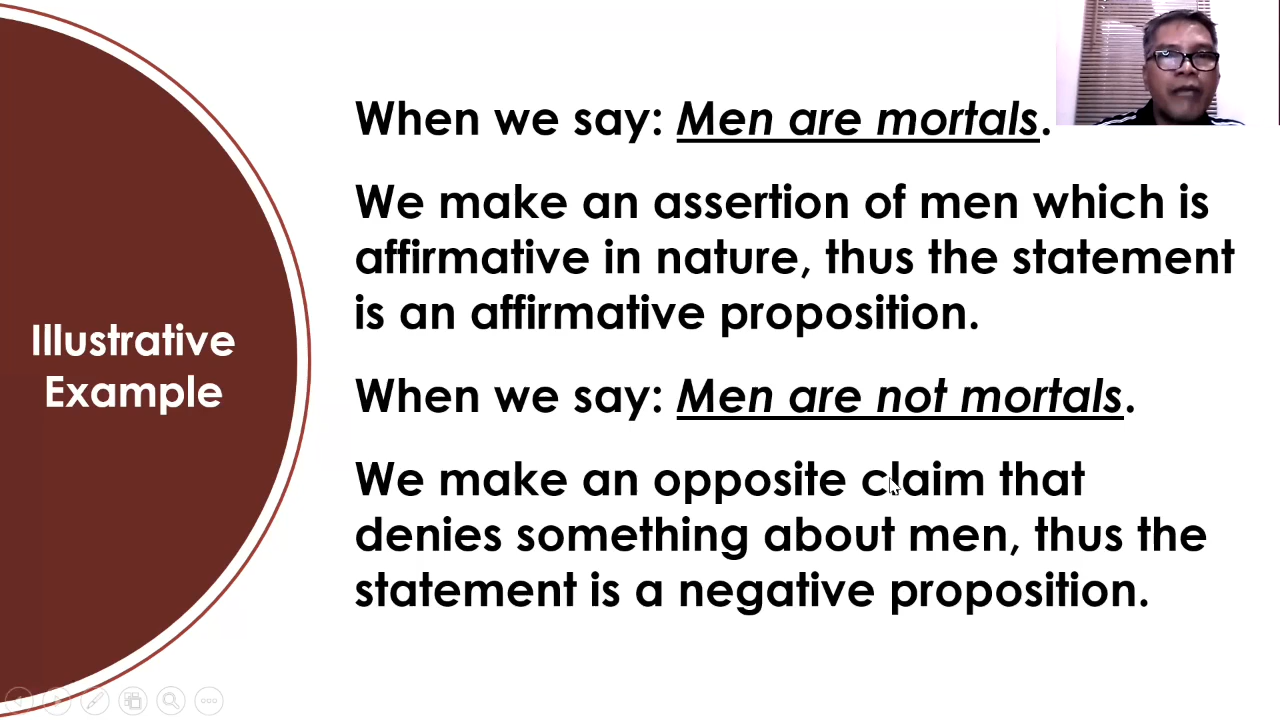 Illustrative
Example
When we say: Men are mortals.
We make an assertion of men which is
affirmative in nature, thus the statement
is an affirmative proposition.
When we say: Men are not mortals.
We make an opposite claim that
denies something about men, thus the
statement is a negative proposition.